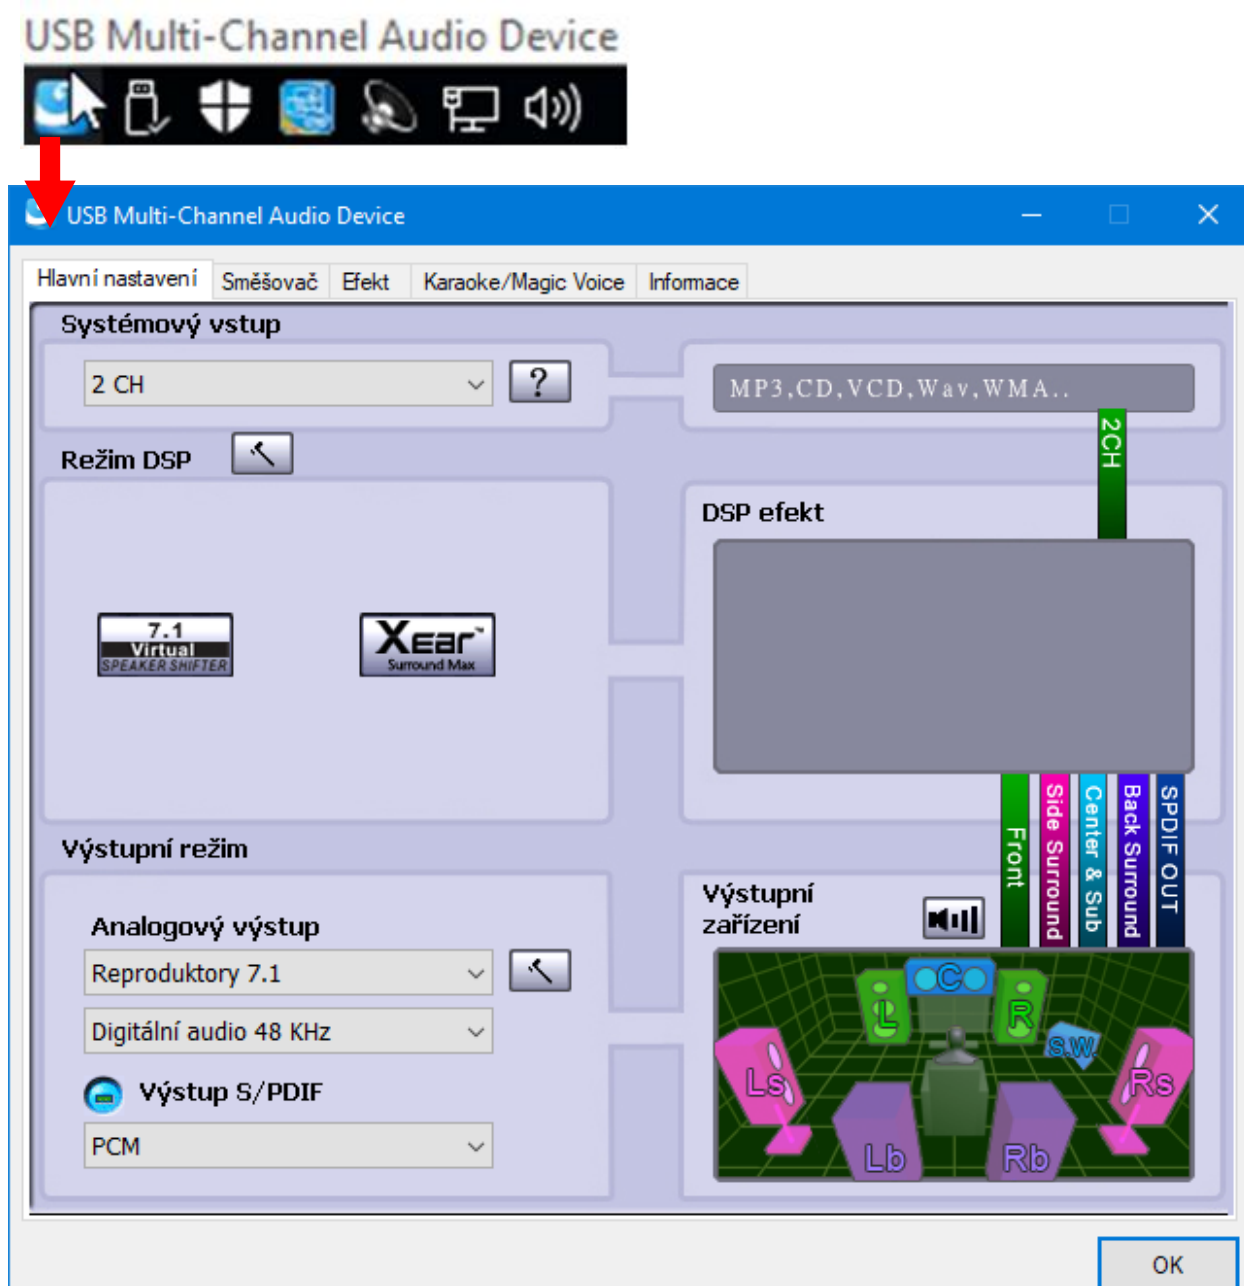 USB Multi-Channel Audio Device
USB Multi-Channel Audio Device
Hlavní nastavení Směšovač Efekt Karaoke/Magic Voice Informace
Systémový vstup
2 CH
?
MP3,CD,VCD,Wav,WMA..
2CH
Režim DSP
DSP efekt
7.1
Virtual
SPEAKER SHIFTER
Xear™
Surround Max
Front
Side Surround
Center & Sub
Back Surround
SPDIF OUT
Výstupní režim
Analogový výstup
Reproduktory 7.1
Digitální audio 48 KHz
Výstup S/PDIF
PCM
Výstupní
zařízení
C
L
R
S.W.
Ls
Rs
Lb
Rb
OK